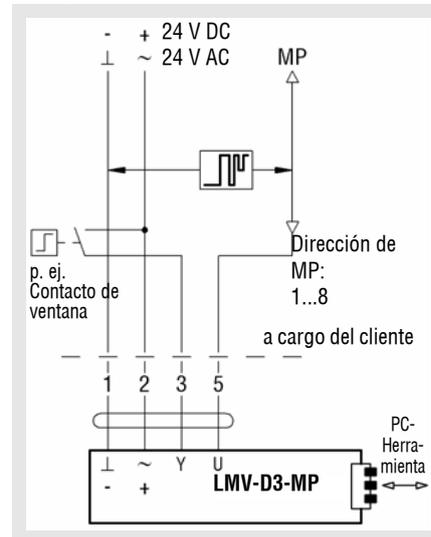 - + 24 V DC
⊥ ~ 24 V AC MP
p. ej.
Contacto de
ventana
Dirección de
MP:
1...8
a cargo del cliente
1 2 3 5
PC-
Herra-
mienta
⊥ ~ Y U
- +
LMV-D3-MP